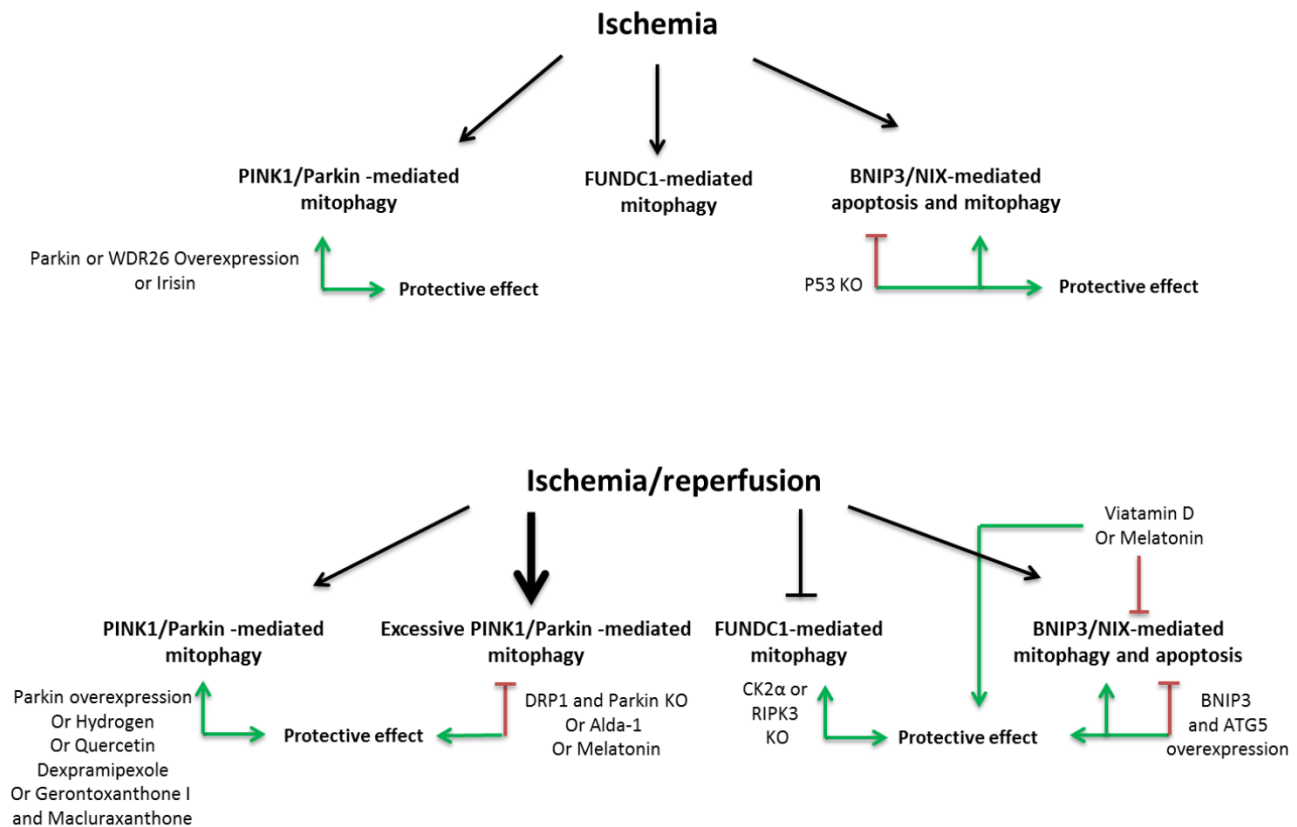 Ischemia
PINK1/Parkin -mediated
mitophagy
FUNDC1-mediated
mitophagy
BNIP3/NIX-mediated
apoptosis and mitophagy
Parkin or WDR26 Overexpression
or Irisin
Protective effect
P53 KO
Protective effect
Ischemia/reperfusion
Viatamin D
Or Melatonin
PINK1/Parkin -mediated
mitophagy
Excessive PINK1/Parkin -mediated
mitophagy
FUNDC1-mediated
mitophagy
BNIP3/NIX-mediated
mitophagy and apoptosis
Parkin overexpression
Or Hydrogen
Or Quercetin
Dexpramipexole
Or Gerontoxanthone I
and Macluraxanthone
Protective effect
DRP1 and Parkin KO
Or Alda-1
Or Melatonin
CK2α or
RIPK3
KO
Protective effect
BNIP3
and ATG5
overexpression